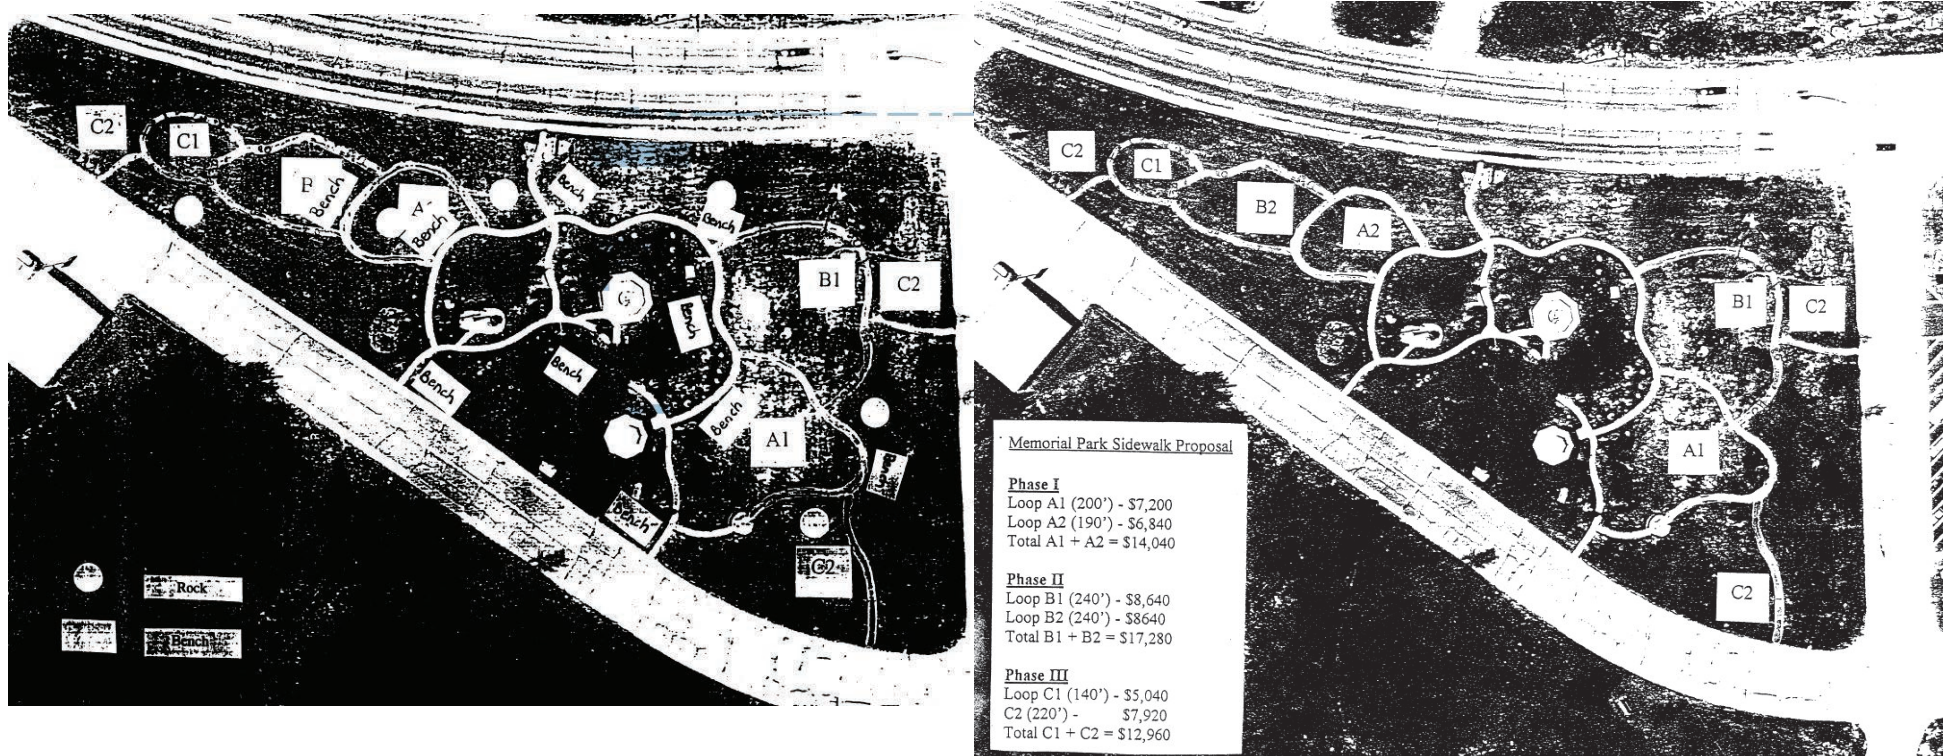 C2
C1
B
Bench
A
Bench
Bench
Bench
B1
C2
G
Bench
Bench
Bench
Bench
A1
Bench
Bench
C2
Rock
Bench
C2
C1
B2
A2
B1
C2
G
A1
C2
Memorial Park Sidewalk Proposal
Phase I
Loop A1 (200') - $7,200
Loop A2 (190') - $6,840
Total A1 + A2 = $14,040
Phase II
Loop B1 (240') - $8,640
Loop B2 (240') - $8640
Total B1 + B2 = $17,280
Phase III
Loop C1 (140') - $5,040
C2 (220') - $7,920
Total C1 + C2 = $12,960